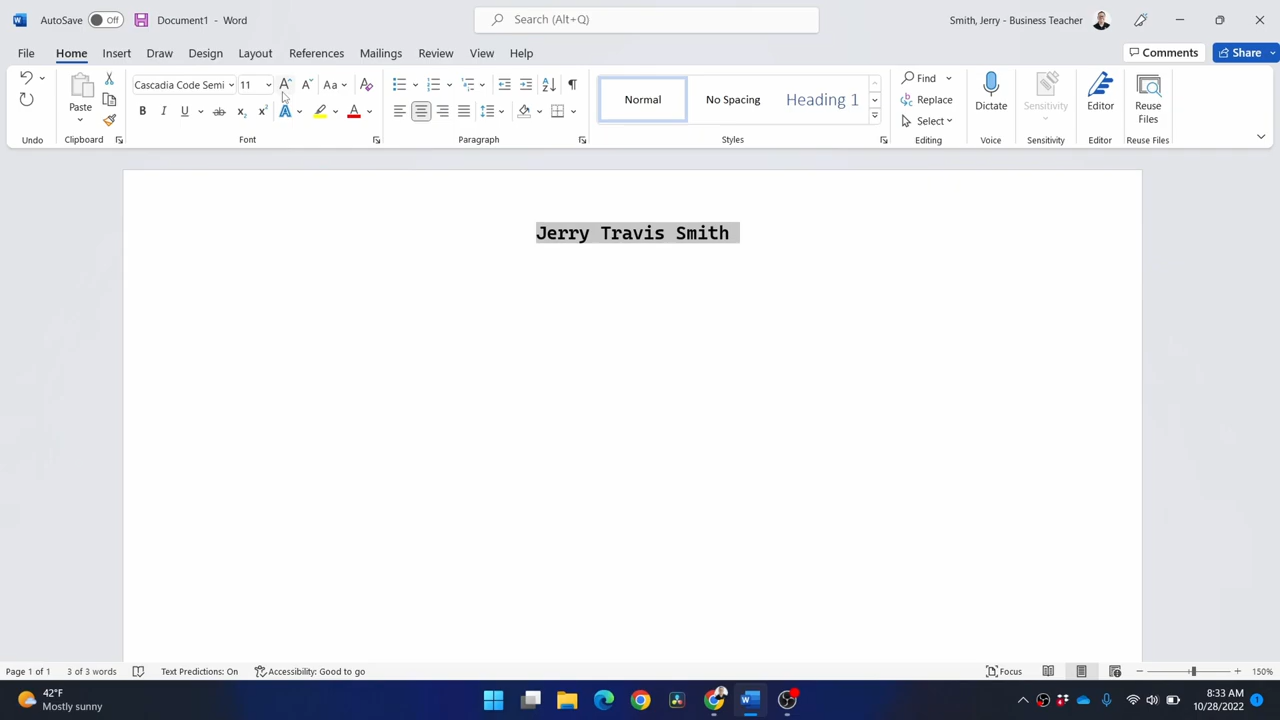 AutoSave Off Document1 - Word Search (Alt+Q) Smith, Jerry - Business Teacher
File Home Insert Draw Design Layout References Mailings Review View Help Comments Share
Cascadia Code Semi 11 Aa Normal No Spacing Heading 1 Find
Paste Replace Dictate Sensitivity Editor Reuse
Files
Select
Undo Clipboard Font Paragraph Styles Editing Voice Sensitivity Editor Reuse Files
Jerry Travis Smith
Page 1 of 1 3 of 3 words Text Predictions: On Accessibility: Good to go Focus 150%
42°F 8:33 AM
Mostly sunny 10/28/2022